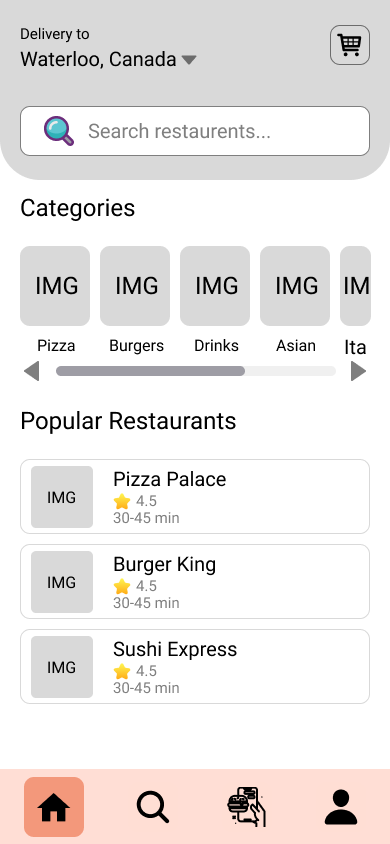 Delivery to
Waterloo, Canada
Search restaurents...
Categories
IMG IMG IMG IMG IM
Pizza Burgers Drinks Asian Ita
Popular Restaurants
IMG
Pizza Palace
4.5
30-45 min
IMG
Burger King
4.5
30-45 min
IMG
Sushi Express
4.5
30-45 min